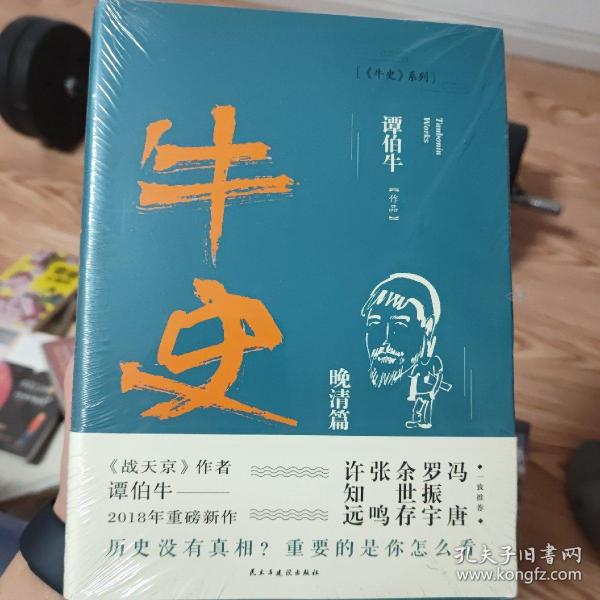 [《牛史》系列]
Tanbonin
Works
谭伯牛
【作品】
牛史
晚清篇
《战天京》作者
谭伯牛——
2018年重磅新作
冯唐
罗振宇
余世存
张鸣
许知远
一致推荐
历史没有真相？重要的是你怎么看
民主与建设出版社
孔夫子旧书网
www.kongfz.com